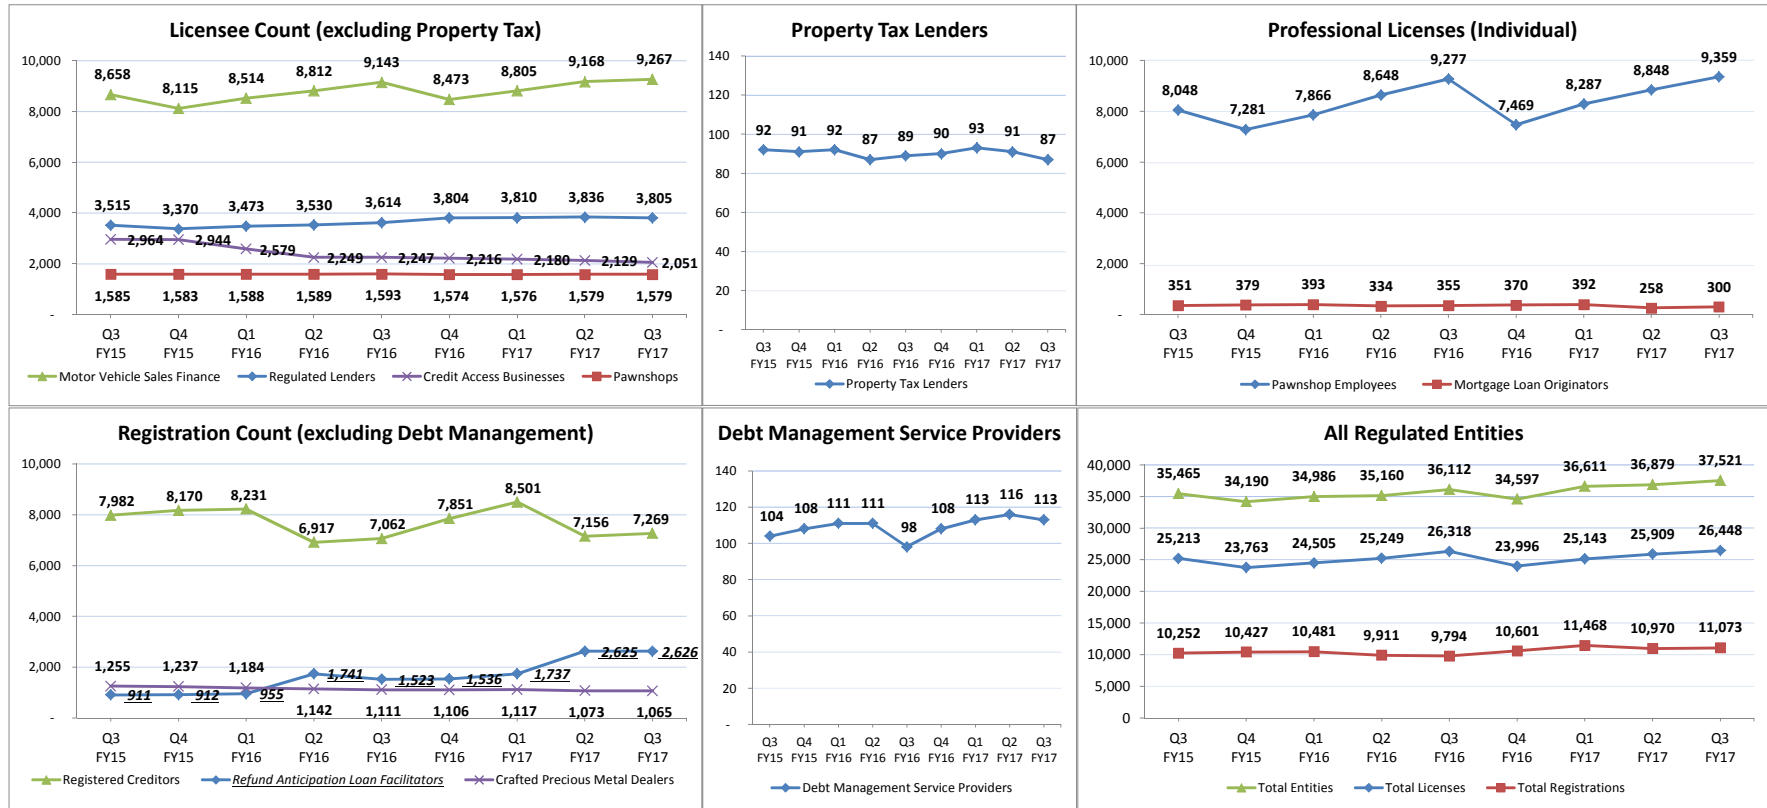 Licensee Count (excluding Property Tax)
10,000
8,000
6,000
4,000
2,000
-
8,658 8,115 8,514 8,812 9,143 8,473 8,805 9,168 9,267
3,515 3,370 3,473 3,530 3,614 3,804 3,810 3,836 3,805
2,964 2,944 2,579 2,249 2,247 2,216 2,180 2,129 2,051
1,585 1,583 1,588 1,589 1,593 1,574 1,576 1,579 1,579
Q3 Q4 Q1 Q2 Q3 Q4 Q1 Q2 Q3
FY15 FY15 FY16 FY16 FY16 FY16 FY17 FY17 FY17
Motor Vehicle Sales Finance Regulated Lenders Credit Access Businesses Pawnshops
Property Tax Lenders
140
120
100
80
60
40
20
-
92 91 92 87 89 90 93 91 87
Q3 Q4 Q1 Q2 Q3 Q4 Q1 Q2 Q3
FY15 FY15 FY16 FY16 FY16 FY16 FY17 FY17 FY17
Property Tax Lenders
Professional Licenses (Individual)
10,000
8,000
6,000
4,000
2,000
-
8,048 7,281 7,866 8,648 9,277 7,469 8,287 8,848 9,359
351 379 393 334 355 370 392 258 300
Q3 Q4 Q1 Q2 Q3 Q4 Q1 Q2 Q3
FY15 FY15 FY16 FY16 FY16 FY16 FY17 FY17 FY17
Pawnshop Employees Mortgage Loan Originators
Registration Count (excluding Debt Manangement)
10,000
8,000
6,000
4,000
2,000
-
7,982 8,170 8,231 6,917 7,062 7,851 8,501 7,156 7,269
911 912 955 1,741 1,523 1,536 1,737 2,625 2,626
1,255 1,237 1,184 1,142 1,111 1,106 1,117 1,073 1,065
Q3 Q4 Q1 Q2 Q3 Q4 Q1 Q2 Q3
FY15 FY15 FY16 FY16 FY16 FY16 FY17 FY17 FY17
Registered Creditors Refund Anticipation Loan Facilitators Crafted Precious Metal Dealers
Debt Management Service Providers
140
120
100
80
60
40
20
-
104 108 111 111 98 108 113 116 113
Q3 Q4 Q1 Q2 Q3 Q4 Q1 Q2 Q3
FY15 FY15 FY16 FY16 FY16 FY16 FY17 FY17 FY17
Debt Management Service Providers
All Regulated Entities
40,000
35,000
30,000
25,000
20,000
15,000
10,000
5,000
0
35,465 34,190 34,986 35,160 36,112 34,597 36,611 36,879 37,521
25,213 23,763 24,505 25,249 26,318 23,996 25,143 25,909 26,448
10,252 10,427 10,481 9,911 9,794 10,601 11,468 10,970 11,073
Q3 Q4 Q1 Q2 Q3 Q4 Q1 Q2 Q3
FY15 FY15 FY16 FY16 FY16 FY16 FY17 FY17 FY17
Total Entities Total Licenses Total Registrations